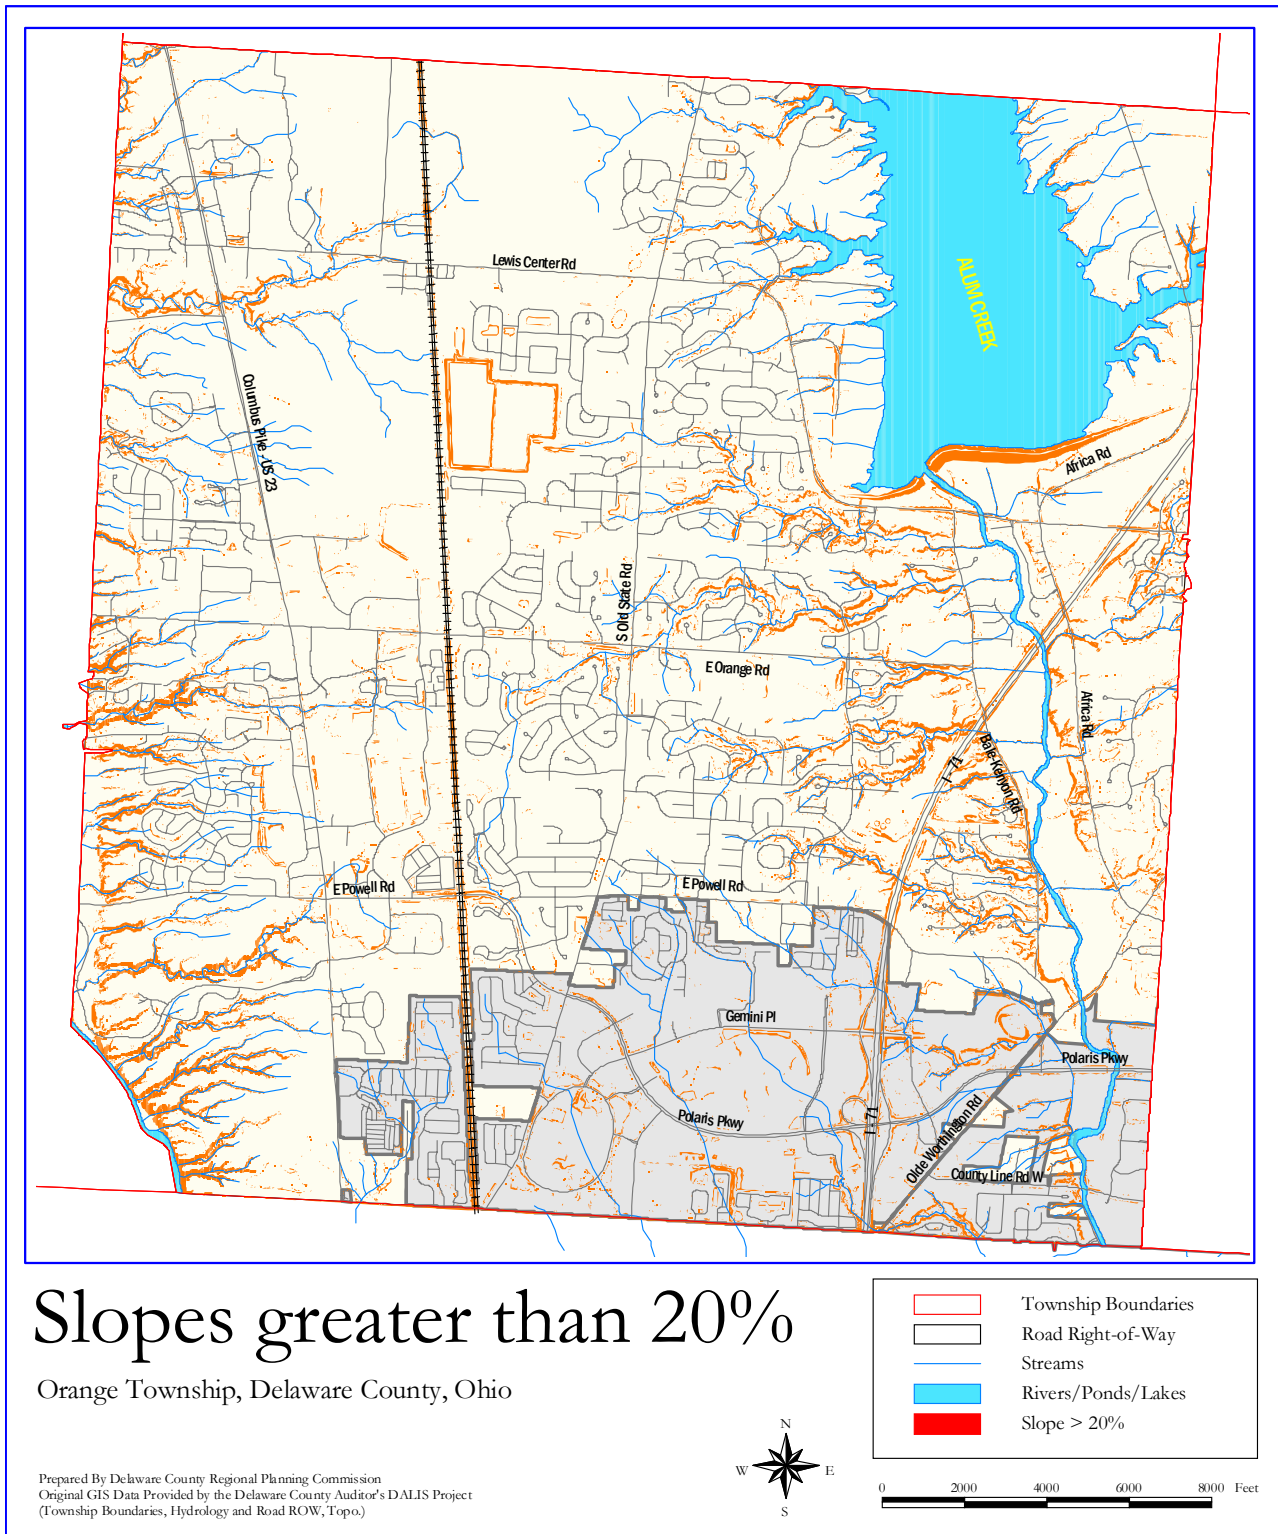 Lewis Center Rd
ALUM CREEK
Columbus Pike - US 23
Africa Rd
S Old State Rd
E Orange Rd
Africa Rd
I - 71
Bale-Kenyon Rd
E Powell Rd
E Powell Rd
Gemini Pl
Polaris Pkwy
Polaris Pkwy
I - 71
Olde Worthington Rd
County Line Rd W
Slopes greater than 20%
Orange Township, Delaware County, Ohio
Township Boundaries
Road Right-of-Way
Streams
Rivers/Ponds/Lakes
Slope > 20%
N
W E
S
Prepared By Delaware County Regional Planning Commission
Original GIS Data Provided by the Delaware County Auditor's DALIS Project
(Township Boundaries, Hydrology and Road ROW, Topo.)
0 2000 4000 6000 8000 Feet